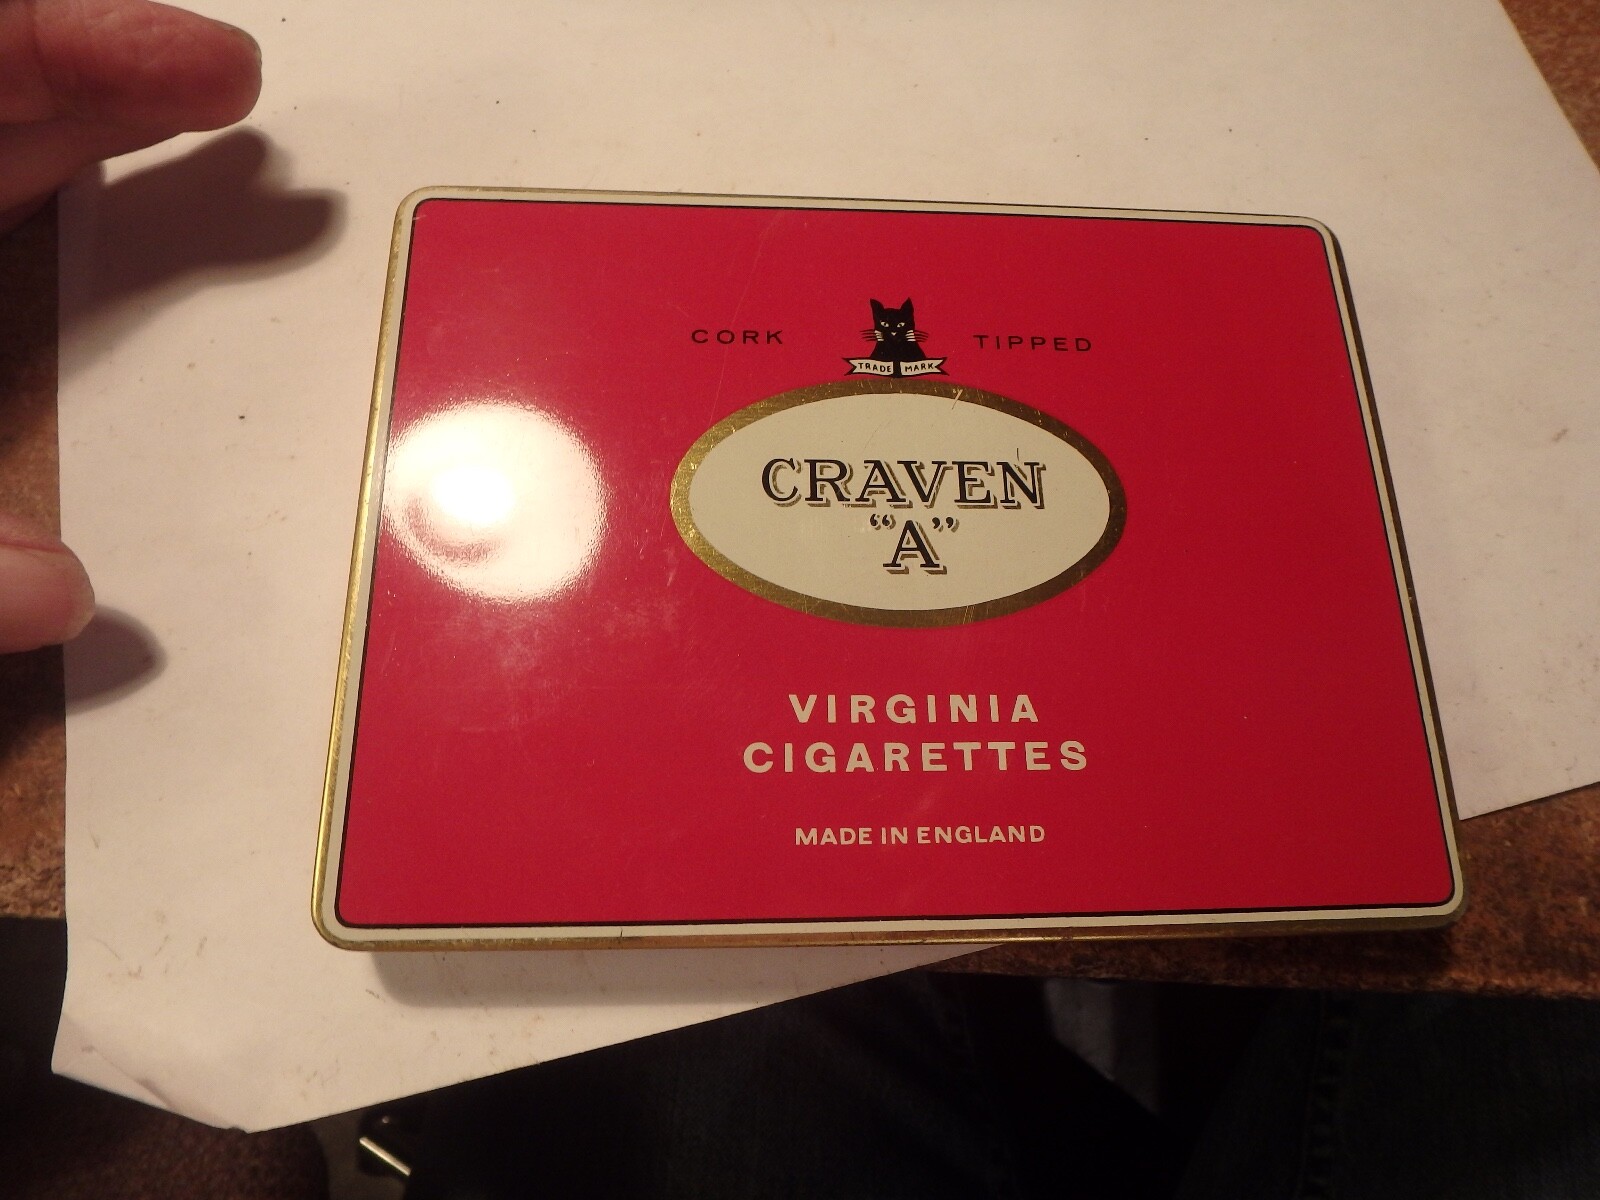 CORK TIPPED
TRADE MARK
CRAVEN
“A”
VIRGINIA
CIGARETTES
MADE IN ENGLAND